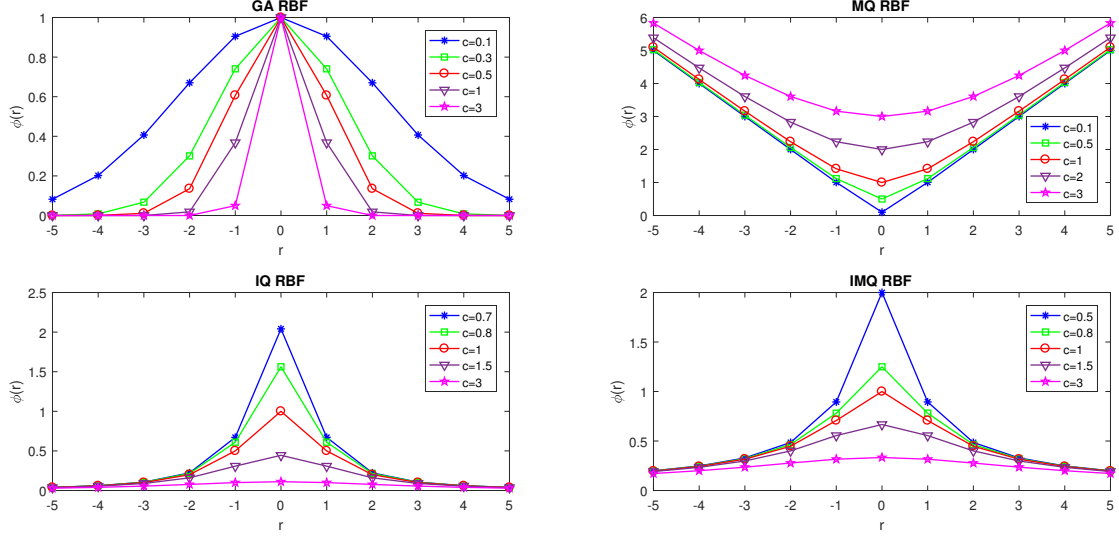 GA RBF
1
0.8
0.6
0.4
0.2
0
ϕ(r)
-5 -4 -3 -2 -1 0 1 2 3 4 5
r
c=0.1
c=0.3
c=0.5
c=1
c=3
MQ RBF
6
5
4
3
2
1
0
ϕ(r)
-5 -4 -3 -2 -1 0 1 2 3 4 5
r
c=0.1
c=0.5
c=1
c=2
c=3
IQ RBF
2.5
2
1.5
1
0.5
0
ϕ(r)
-5 -4 -3 -2 -1 0 1 2 3 4 5
r
c=0.7
c=0.8
c=1
c=1.5
c=3
IMQ RBF
2
1.5
1
0.5
0
ϕ(r)
-5 -4 -3 -2 -1 0 1 2 3 4 5
r
c=0.5
c=0.8
c=1
c=1.5
c=3